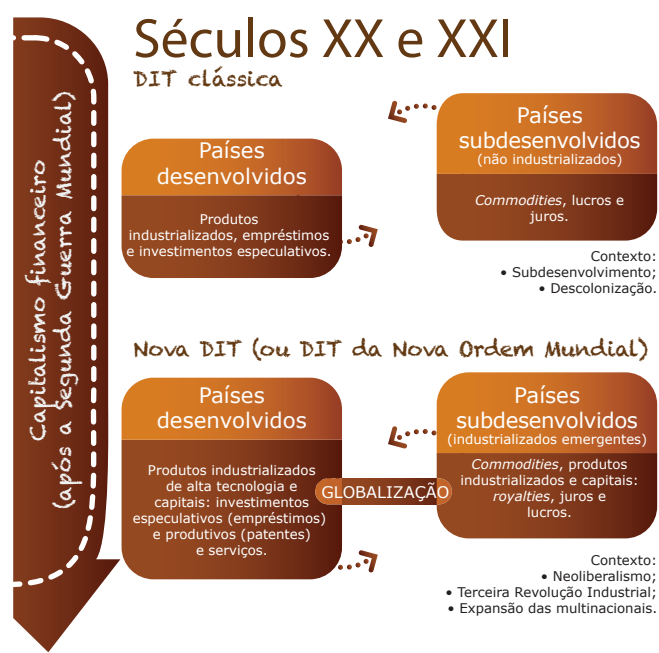 Séculos XX e XXI
DIT clássica
Capitalismo financeiro
(após a Segunda Guerra Mundial)
Países
desenvolvidos
Produtos
industrializados, empréstimos
e investimentos especulativos.
Países
subdesenvolvidos
(não industrializados)
Commodities, lucros e
juros.
Contexto:
• Subdesenvolvimento;
• Descolonização.
Nova DIT (ou DIT da Nova Ordem Mundial)
Países
desenvolvidos
Produtos industrializados
de alta tecnologia e
capitais: investimentos
especulativos (empréstimos)
e produtivos (patentes)
e serviços.
GLOBALIZAÇÃO
Países
subdesenvolvidos
(industrializados emergentes)
Commodities, produtos
industrializados e capitais:
royalties, juros e
lucros.
Contexto:
• Neoliberalismo;
• Terceira Revolução Industrial;
• Expansão das multinacionais.